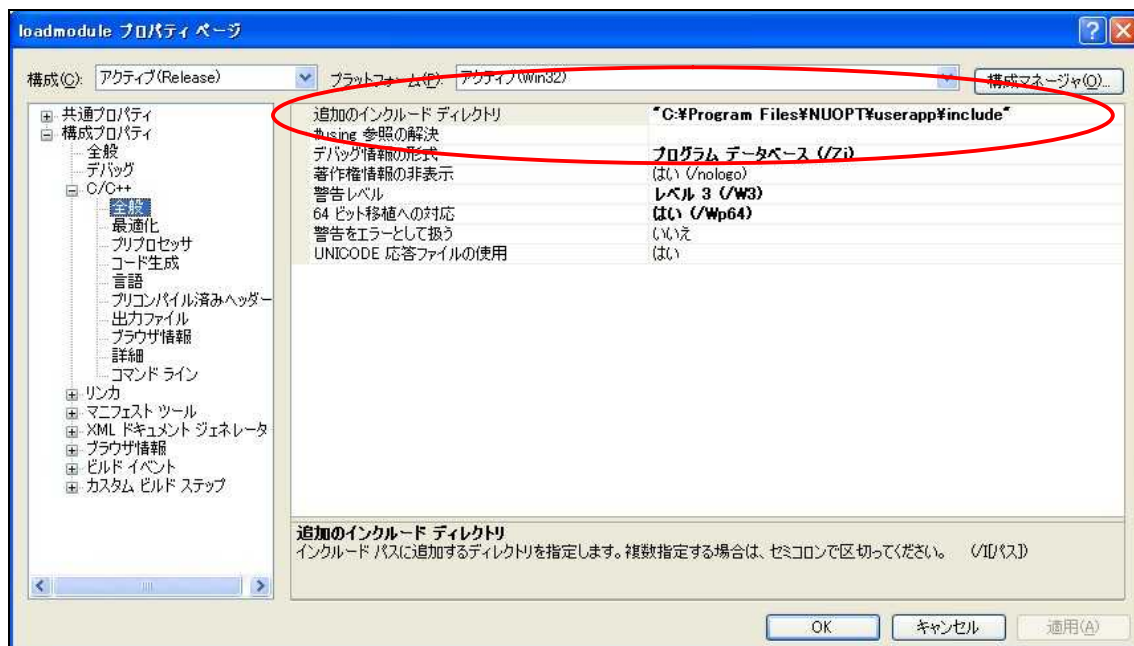 loadmodule プロパティ ページ
構成(C): アクティブ(Release) プラットフォーム(P): アクティブ(Win32) 構成マネージャ(O)...
共通プロパティ
構成プロパティ
全般
デバッグ
C/C++
全般
最適化
プリプロセッサ
コード生成
言語
プリコンパイル済みヘッダー
出力ファイル
ブラウザ情報
詳細
コマンド ライン
リンカ
マニフェスト ツール
XML ドキュメント ジェネレータ
ブラウザ情報
ビルド イベント
カスタム ビルド ステップ
追加のインクルード ディレクトリ "C:¥Program Files¥NUOPT¥userapp¥include"
#using 参照の解決
デバッグ情報の形式 プログラム データベース (/Zi)
著作権情報の非表示 はい (/nologo)
警告レベル レベル 3 (/W3)
64 ビット移植への対応 はい (/Wp64)
警告をエラーとして扱う いいえ
UNICODE 応答ファイルの使用 はい
追加のインクルード ディレクトリ
インクルード パスに追加するディレクトリを指定します。複数指定する場合は、セミコロンで区切ってください。 (/I[パス])
OK キャンセル 適用(A)